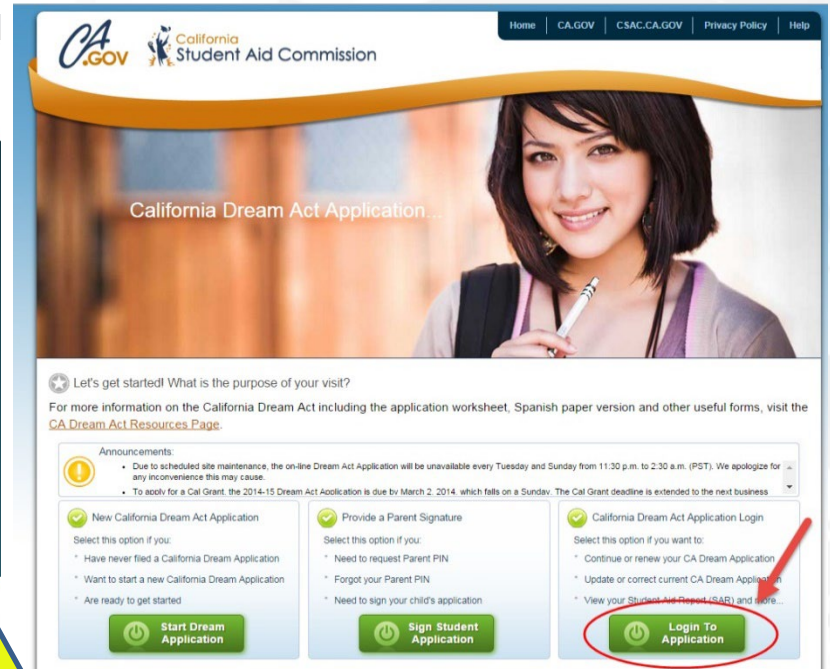 Home | CA.GOV | CSAC.CA.GOV | Privacy Policy | Help
CA.GOV
California
Student Aid Commission
California Dream Act Application...
Let's get started! What is the purpose of your visit?
For more information on the California Dream Act including the application worksheet, Spanish paper version and other useful forms, visit the
CA Dream Act Resources Page.
Announcements:
• Due to scheduled site maintenance, the on-line Dream Act Application will be unavailable every Tuesday and Sunday from 11:30 p.m. to 2:30 a.m. (PST). We apologize for
any inconvenience this may cause.
• To apply for a Cal Grant, the 2014-15 Dream Act Application is due by March 2, 2014, which falls on a Sunday. The Cal Grant deadline is extended to the next business
New California Dream Act Application
Select this option if you:
* Have never filed a California Dream Application
* Want to start a new California Dream Application
* Are ready to get started
Start Dream
Application
Provide a Parent Signature
Select this option if you:
* Need to request Parent PIN
* Forgot your Parent PIN
* Need to sign your child's application
Sign Student
Application
California Dream Act Application Login
Select this option if you want to:
* Continue or renew your CA Dream Application
* Update or correct current CA Dream Application
* View your Student Aid Report (SAR) and more...
Login To
Application